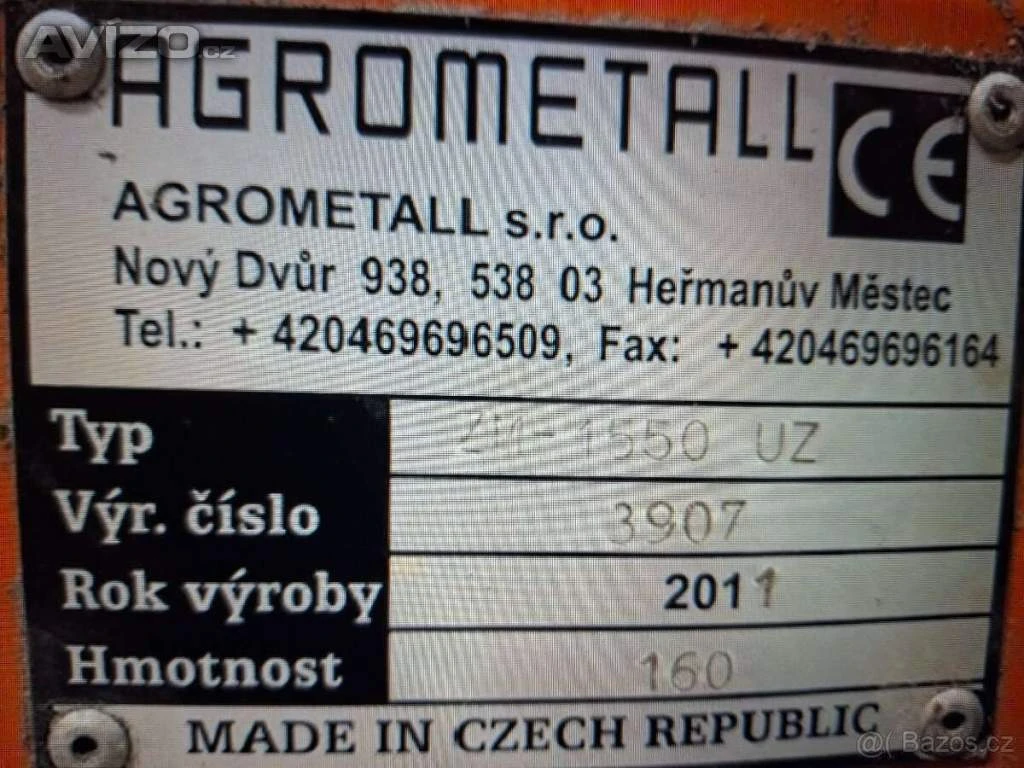 AVÍZO.cz
AGROMETALL
CE
AGROMETALL s.r.o.
Nový Dvůr 938, 538 03 Heřmanův Městec
Tel.: + 420469696509, Fax: + 420469696164
Typ ZM-1550 UZ
Výr. číslo 3907
Rok výroby 2011
Hmotnost 160
MADE IN CZECH REPUBLIC
@( Bazos.cz